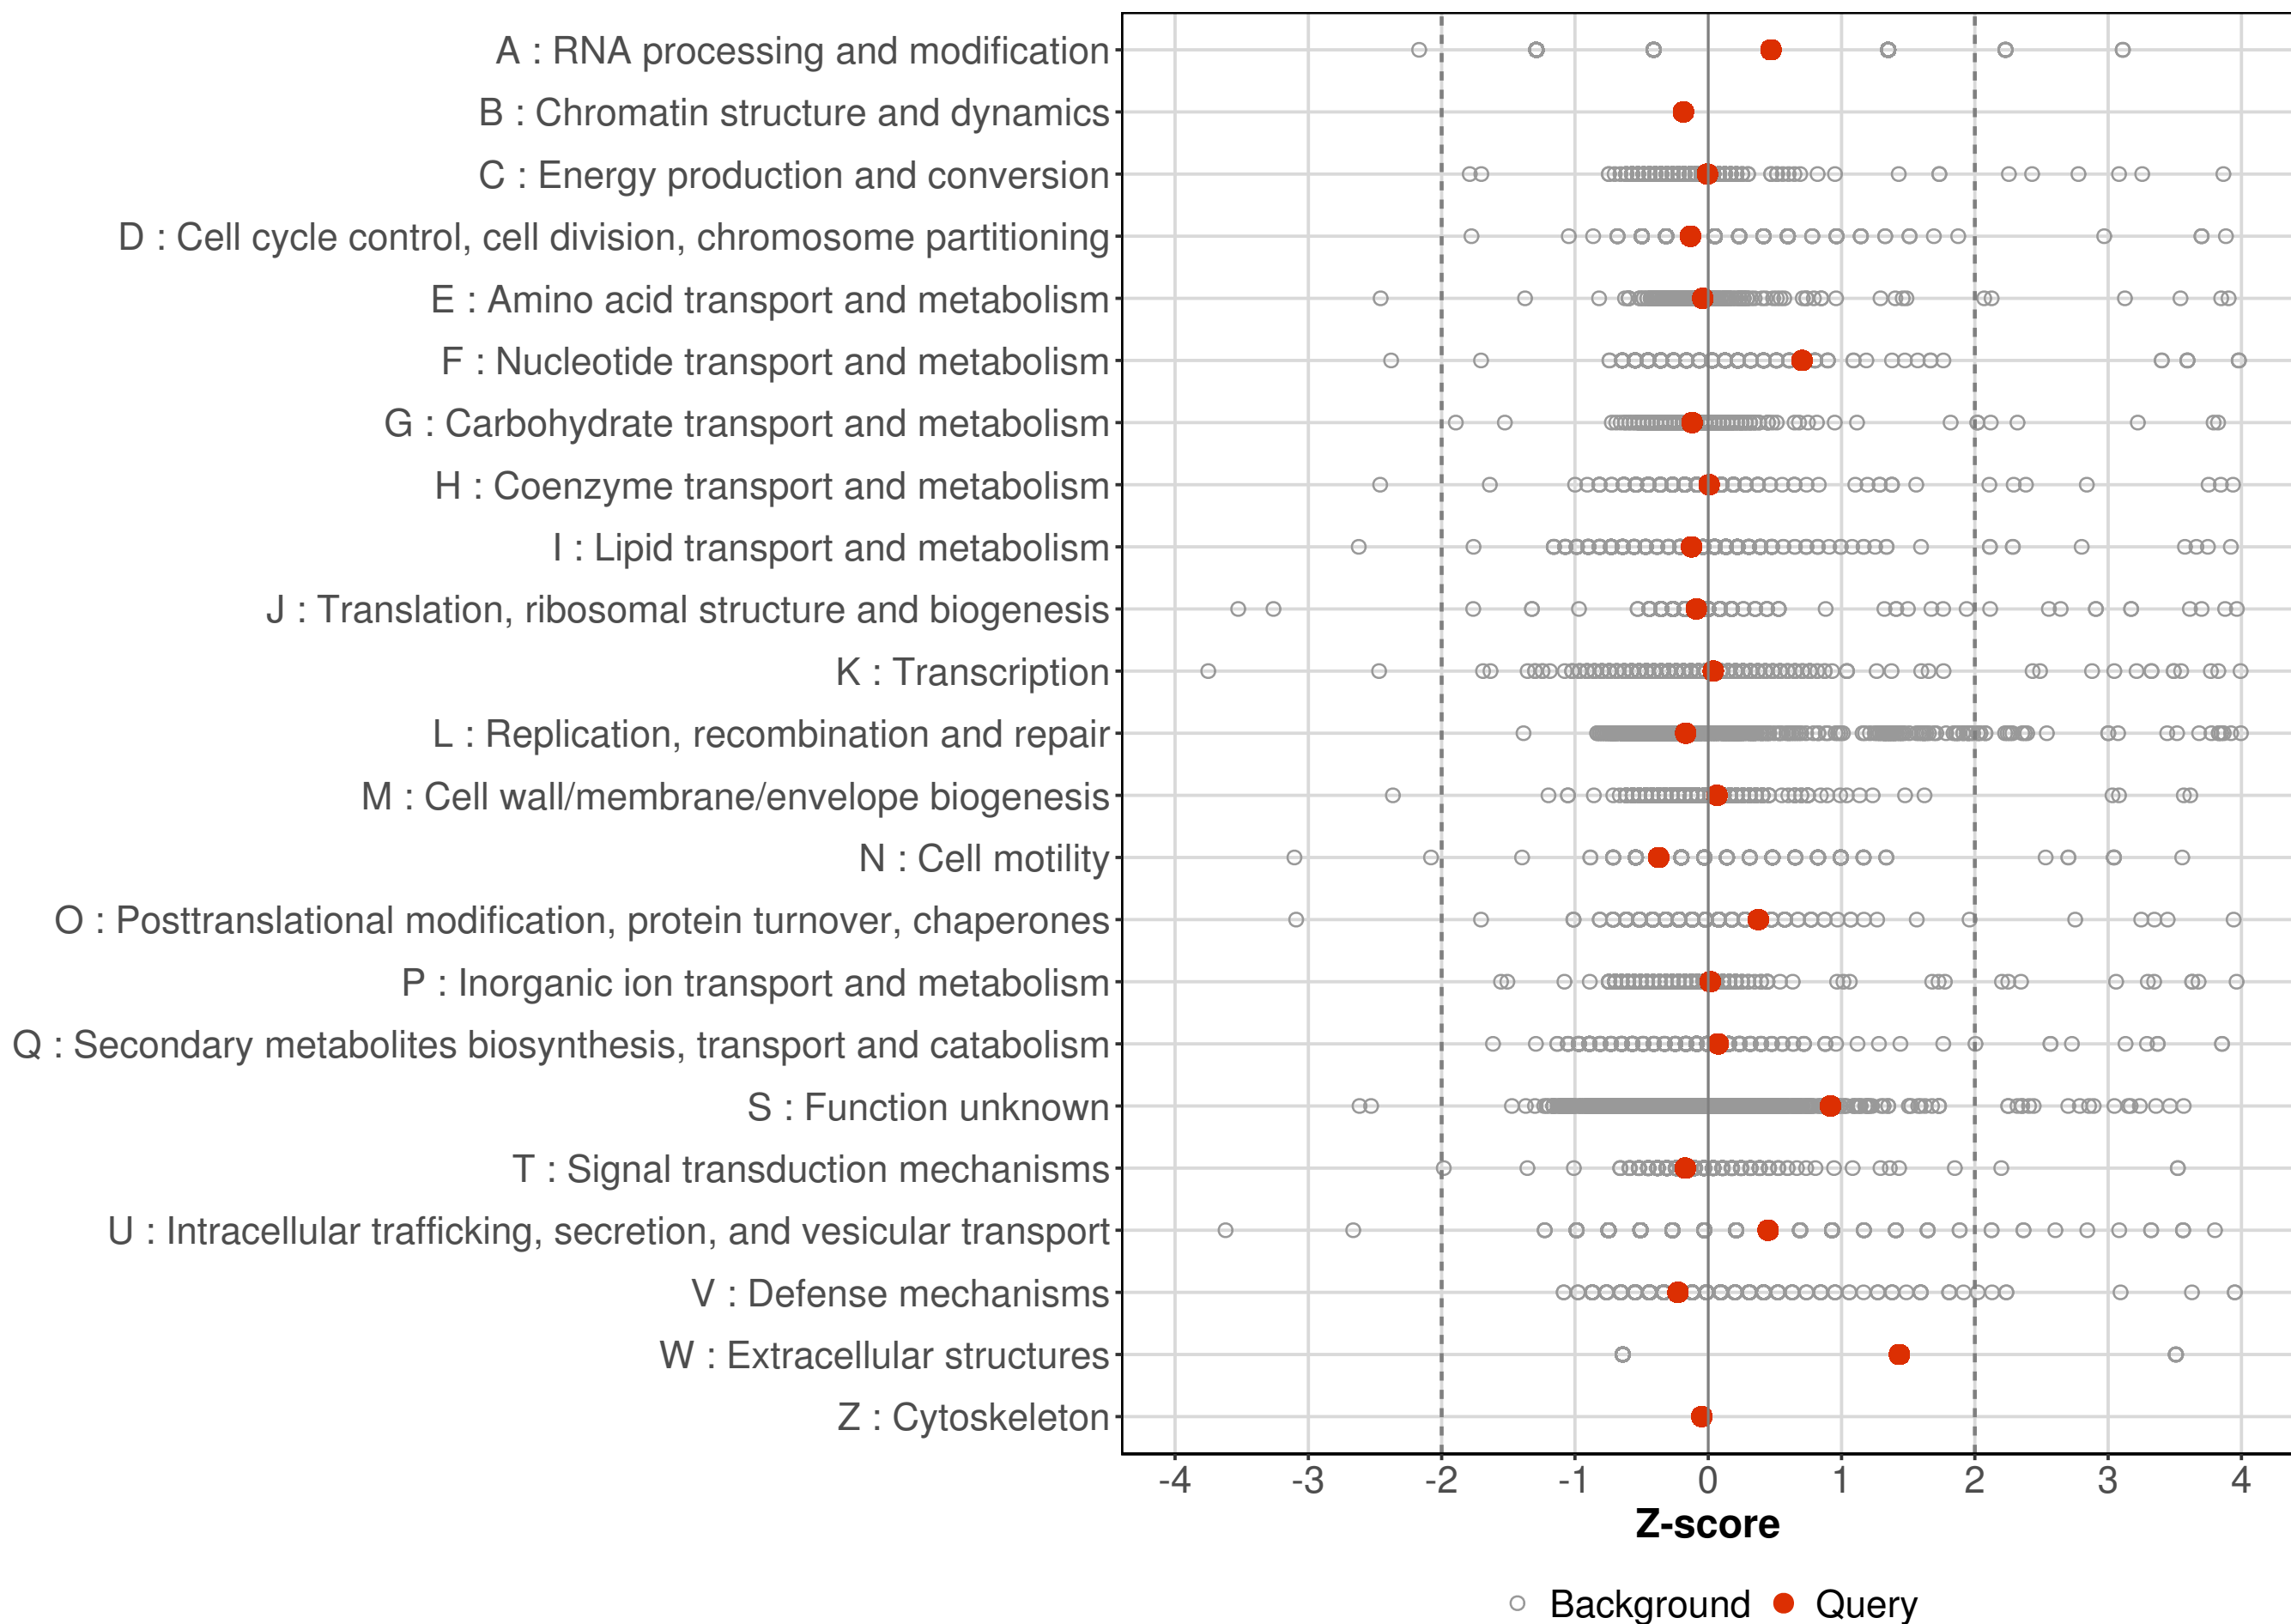 A : RNA processing and modification
B : Chromatin structure and dynamics
C : Energy production and conversion
D : Cell cycle control, cell division, chromosome partitioning
E : Amino acid transport and metabolism
F : Nucleotide transport and metabolism
G : Carbohydrate transport and metabolism
H : Coenzyme transport and metabolism
I : Lipid transport and metabolism
J : Translation, ribosomal structure and biogenesis
K : Transcription
L : Replication, recombination and repair
M : Cell wall/membrane/envelope biogenesis
N : Cell motility
O : Posttranslational modification, protein turnover, chaperones
P : Inorganic ion transport and metabolism
Q : Secondary metabolites biosynthesis, transport and catabolism
S : Function unknown
T : Signal transduction mechanisms
U : Intracellular trafficking, secretion, and vesicular transport
V : Defense mechanisms
W : Extracellular structures
Z : Cytoskeleton
-4 -3 -2 -1 0 1 2 3 4
Z-score
Background Query